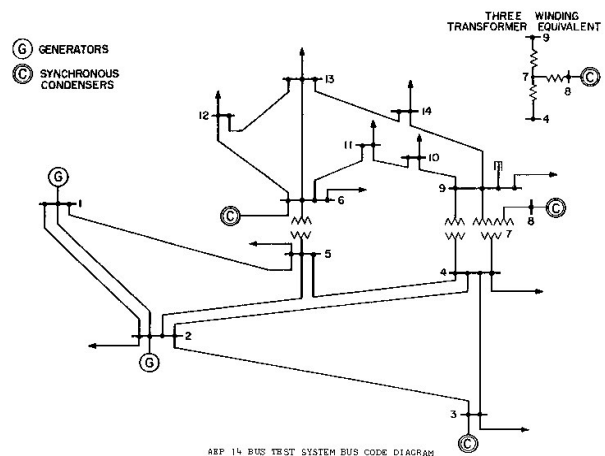 THREE WINDING
TRANSFORMER EQUIVALENT
9
7
8
C
4
G GENERATORS
C SYNCHRONOUS
CONDENSERS
13
14
12
11
10
9
6
C
8
C
7
G
1
5
4
2
G
3
C
AEP 14 BUS TEST SYSTEM BUS CODE DIAGRAM